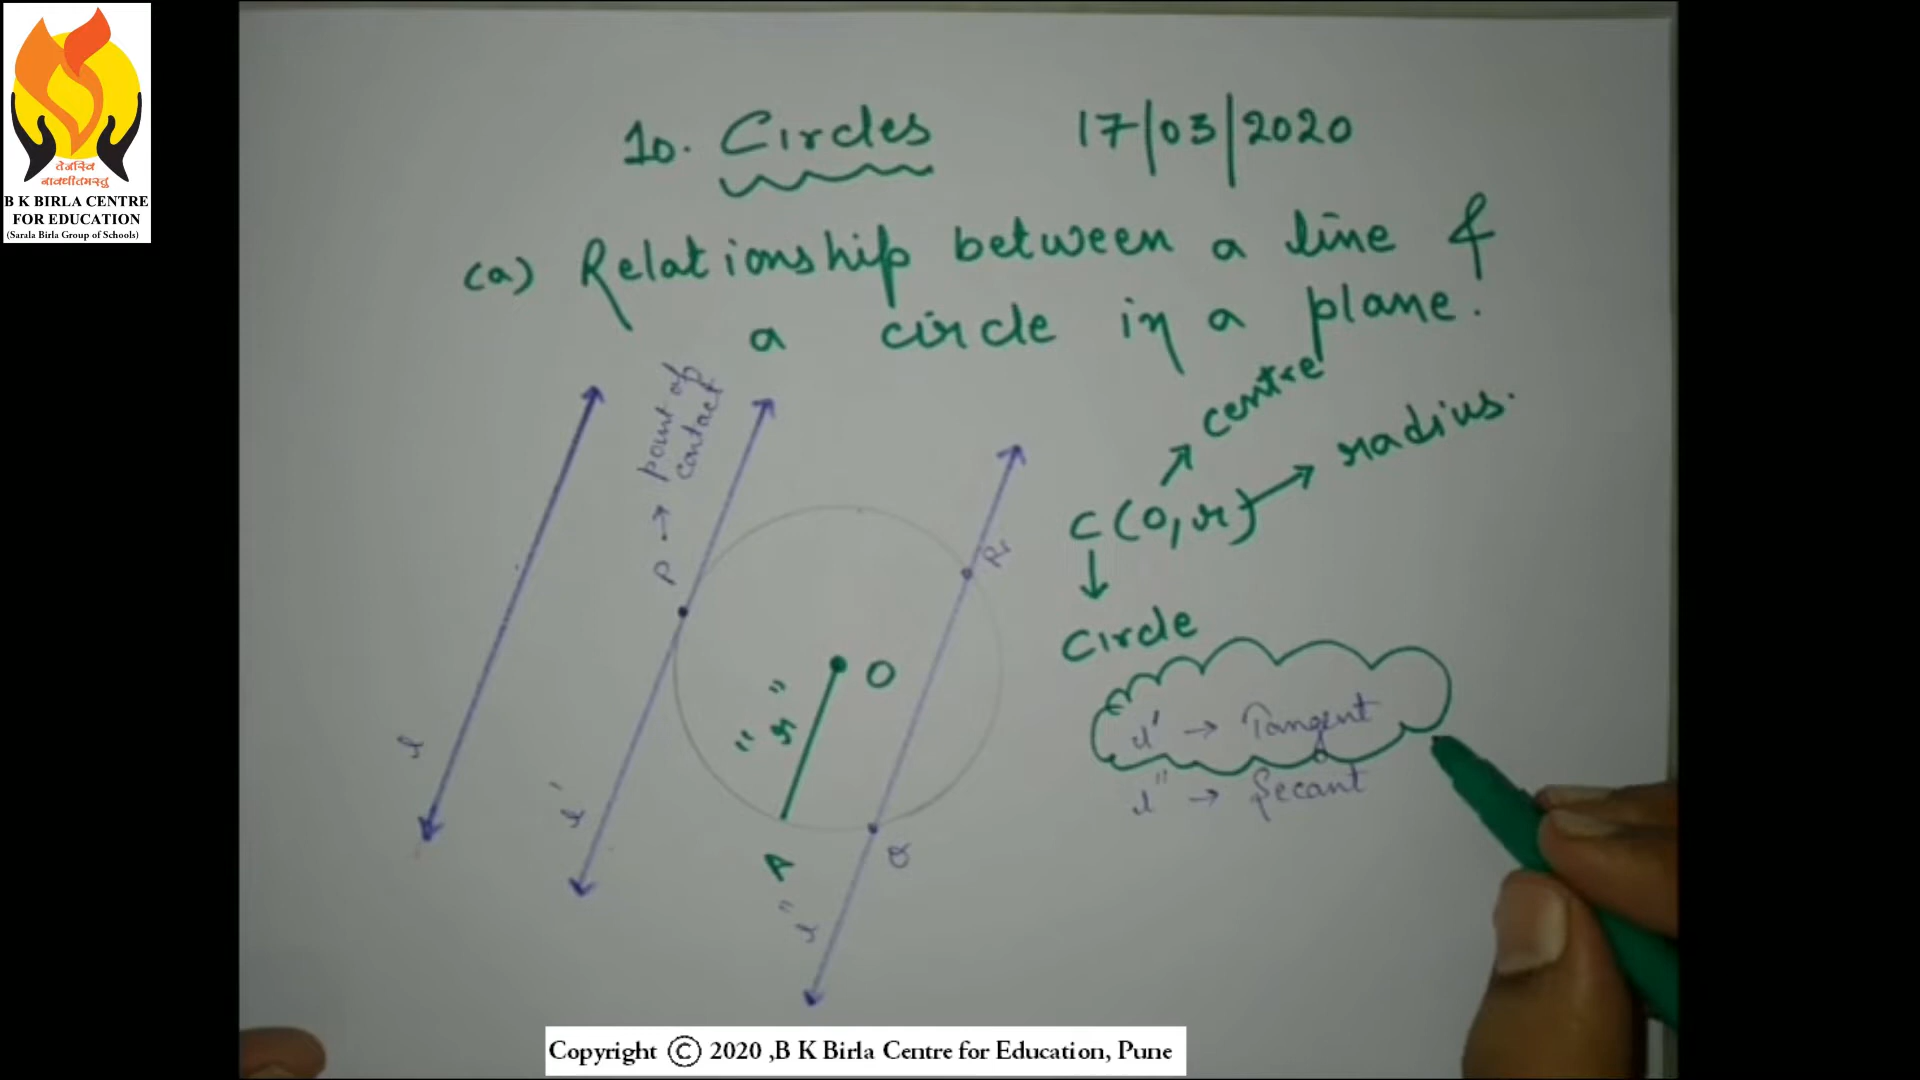 तेजस्वि
नावधीतमस्तु
B K BIRLA CENTRE
FOR EDUCATION
(Sarala Birla Group of Schools)
10. Circles 17/03/2020
(a) Relationship between a line &
a circle in a plane.
P → point of
contact
centre
radius.
C (O, r)
Circle
l' → Tangent
l" → Secant
l
l'
l"
P
R
O
"r"
A
Q
Copyright © 2020 ,B K Birla Centre for Education, Pune